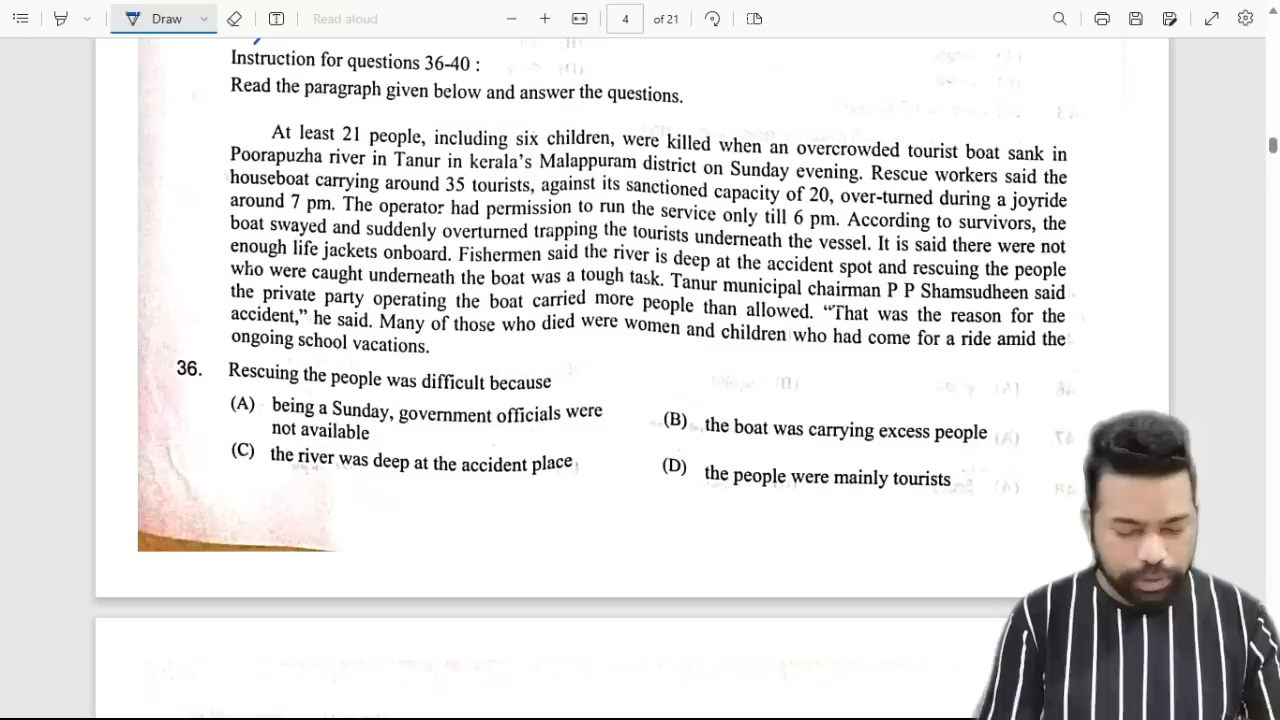 Draw
Read aloud
4
of 21
Instruction for questions 36-40 :
Read the paragraph given below and answer the questions.
At least 21 people, including six children, were killed when an overcrowded tourist boat sank in
Poorapuzha river in Tanur in kerala's Malappuram district on Sunday evening. Rescue workers said the
houseboat carrying around 35 tourists, against its sanctioned capacity of 20, over-turned during a joyride
around 7 pm. The operator had permission to run the service only till 6 pm. According to survivors, the
boat swayed and suddenly overturned trapping the tourists underneath the vessel. It is said there were not
enough life jackets onboard. Fishermen said the river is deep at the accident spot and rescuing the people
who were caught underneath the boat was a tough task. Tanur municipal chairman P P Shamsudheen said
the private party operating the boat carried more people than allowed. “That was the reason for the
accident,” he said. Many of those who died were women and children who had come for a ride amid the
ongoing school vacations.
36. Rescuing the people was difficult because
(A) being a Sunday, government officials were
not available
(B) the boat was carrying excess people
(C) the river was deep at the accident place
(D) the people were mainly tourists